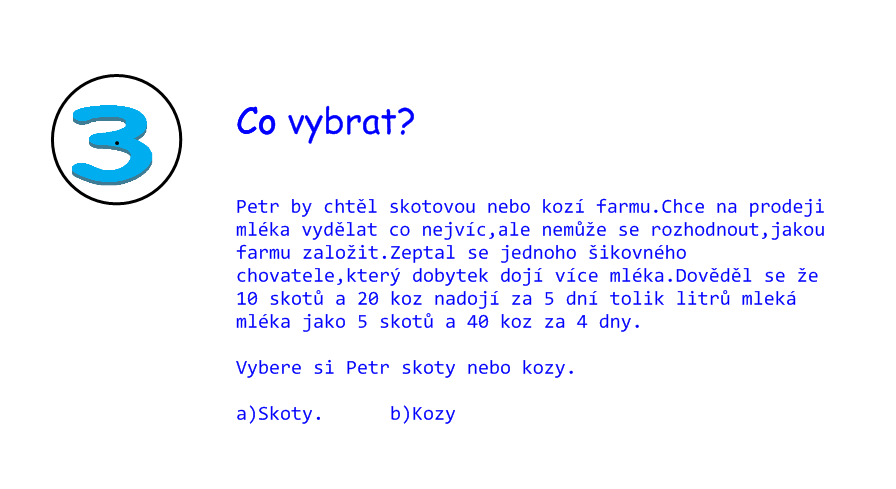 3
Co vybrat?
Petr by chtěl skotovou nebo kozí farmu.Chce na prodeji
mléka vydělat co nejvíc,ale nemůže se rozhodnout,jakou
farmu založit.Zeptal se jednoho šikovného
chovatele,který dobytek dojí více mléka.Dověděl se že
10 skotů a 20 koz nadojí za 5 dní tolik litrů mleká
mléka jako 5 skotů a 40 koz za 4 dny.
Vybere si Petr skoty nebo kozy.
a)Skoty. b)Kozy